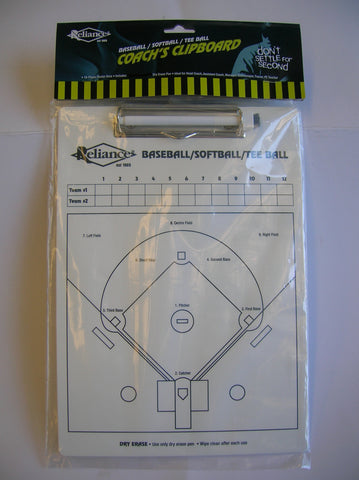 Reliance
EST 1885
BASEBALL / SOFTBALL / TEE BALL
COACH'S CLIPBOARD
DON'T
SETTLE FOR
SECOND
Reliance
BASEBALL/SOFTBALL/TEE BALL
1 2 3 4 5 6 7 8 9 10 11 12
Team #1
Team #2
8. Centre Field
7. Left Field
9. Right Field
6. Short Stop
4. Second Base
1. Pitcher
5. Third Base
3. First Base
2. Catcher
DRY ERASE • Use only dry erase pen • Wipe clean after each use